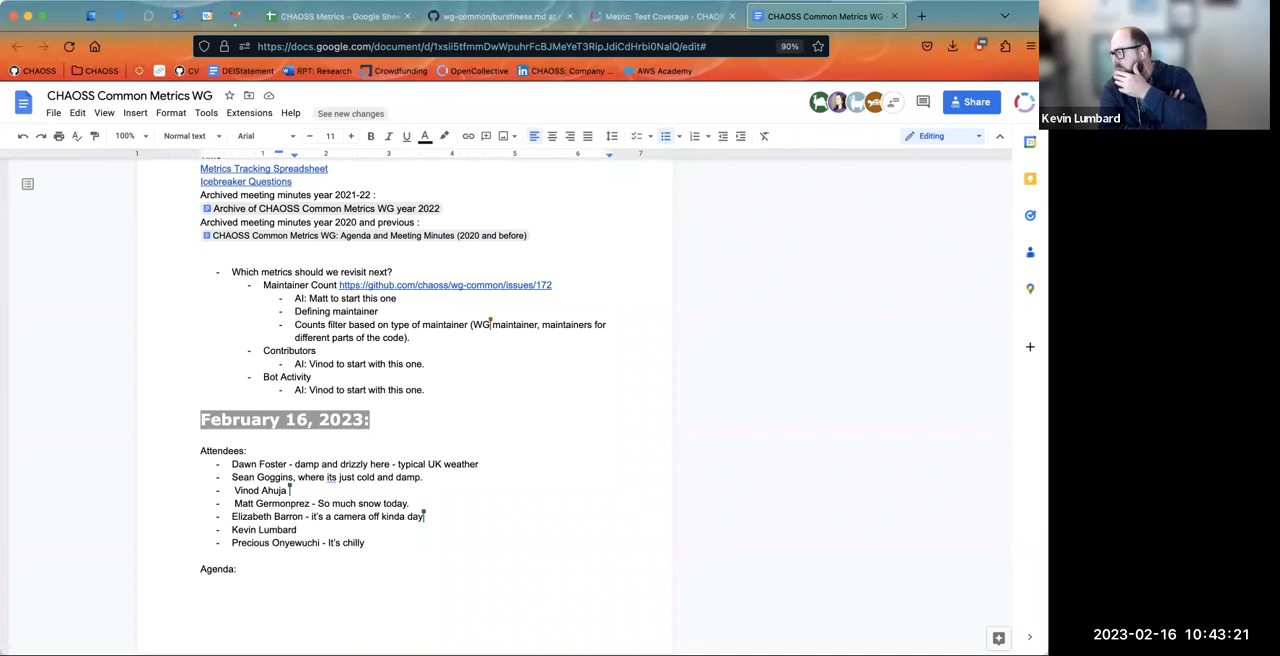 CHAOSS Metrics - Google Shee
wg-common/burstiness.md at
Metric: Test Coverage - CHAO
CHAOSS Common Metrics WG
https://docs.google.com/document/d/1xsii5tfmmDwWpuhrFcBJMeYeT3RipJdiCdHrbi0NalQ/edit#
90%
CHAOSS
CHAOSS
CV
DEIStatement
RPT: Research
Crowdfunding
OpenCollective
CHAOSS: Company ...
AWS Academy
CHAOSS Common Metrics WG
File Edit View Insert Format Tools Extensions Help
See new changes
Share
100%
Normal text
Arial
11
Editing
1 1 2 3 4 5 6 7
Metrics Tracking Spreadsheet
Icebreaker Questions
Archived meeting minutes year 2021-22 :
Archive of CHAOSS Common Metrics WG year 2022
Archived meeting minutes year 2020 and previous :
CHAOSS Common Metrics WG: Agenda and Meeting Minutes (2020 and before)
- Which metrics should we revisit next?
- Maintainer Count https://github.com/chaoss/wg-common/issues/172
- AI: Matt to start this one
- Defining maintainer
- Counts filter based on type of maintainer (WG maintainer, maintainers for
different parts of the code).
- Contributors
- AI: Vinod to start with this one.
- Bot Activity
- AI: Vinod to start with this one.
February 16, 2023:
Attendees:
- Dawn Foster - damp and drizzly here - typical UK weather
- Sean Goggins, where its just cold and damp.
- Vinod Ahuja
- Matt Germonprez - So much snow today.
- Elizabeth Barron - it's a camera off kinda day
- Kevin Lumbard
- Precious Onyewuchi - It's chilly
Agenda:
Kevin Lumbard
2023-02-16 10:43:21